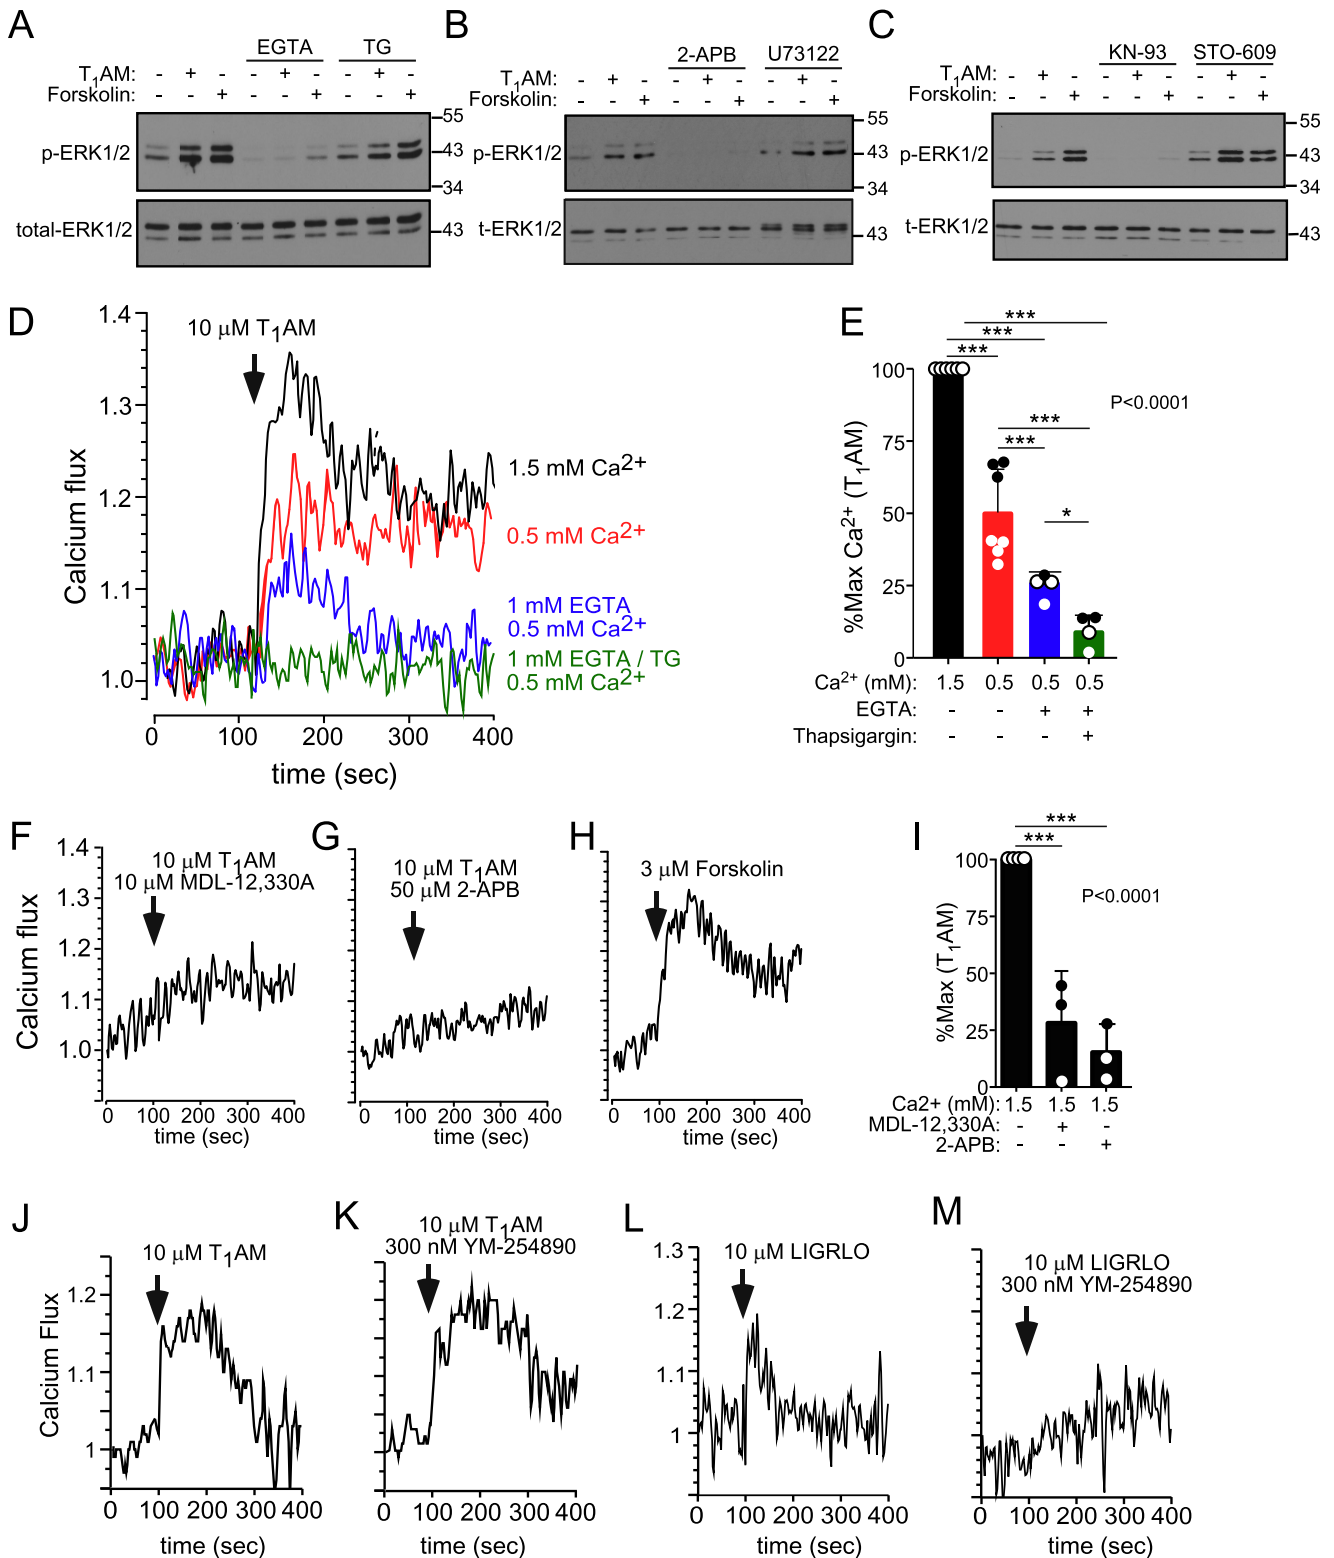 A
EGTA TG
T1AM: - + - - + - - + -
Forskolin: - - + - - + - - +
p-ERK1/2
55
43
34
total-ERK1/2
43
B
2-APB U73122
T1AM: - + - - + - - + -
Forskolin: - - + - - + - - +
p-ERK1/2
55
43
34
t-ERK1/2
43
C
KN-93 STO-609
T1AM: - + - - + - - + -
Forskolin: - - + - - + - - +
p-ERK1/2
55
43
34
t-ERK1/2
43
D
10 μM T1AM
Calcium flux
1.4
1.3
1.2
1.1
1.0
1.5 mM Ca2+
0.5 mM Ca2+
1 mM EGTA
0.5 mM Ca2+
1 mM EGTA / TG
0.5 mM Ca2+
0 100 200 300 400
time (sec)
E
***
***
***
P<0.0001
***
***
*
%Max Ca2+ (T1AM)
100
75
50
25
0
Ca2+ (mM): 1.5 0.5 0.5 0.5
EGTA: - - + +
Thapsigargin: - - - +
F
10 μM T1AM
10 μM MDL-12,330A
Calcium flux
1.4
1.3
1.2
1.1
1.0
0 100 200 300 400
time (sec)
G
10 μM T1AM
50 μM 2-APB
0 100 200 300 400
time (sec)
H
3 μM Forskolin
0 100 200 300 400
time (sec)
I
***
***
P<0.0001
%Max (T1AM)
100
75
50
25
0
Ca2+ (mM): 1.5 1.5 1.5
MDL-12,330A: - + -
2-APB: - - +
J
10 μM T1AM
Calcium Flux
1.2
1.10
1
0 100 200 300 400
time (sec)
K
10 μM T1AM
300 nM YM-254890
0 100 200 300 400
time (sec)
L
10 μM LIGRLO
1.3
1.2
1.1
1
0 100 200 300 400
time (sec)
M
10 μM LIGRLO
300 nM YM-254890
0 100 200 300 400
time (sec)